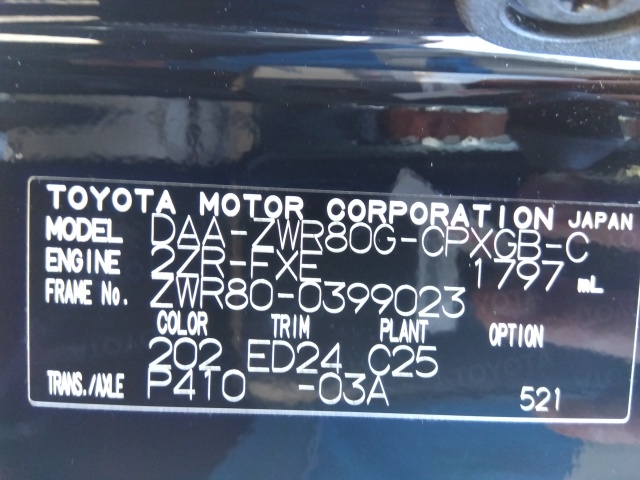 TOYOTA MOTOR CORPORATION JAPAN
MODEL DAA-ZWR80G-CPXGB-C
ENGINE 2ZR-FXE 1797 mL
FRAME No. ZWR80-0399023
COLOR TRIM PLANT OPTION
202 ED24 C25
TRANS./AXLE P410 -03A 521